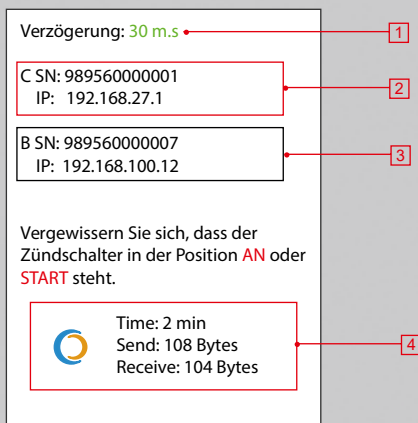 Verzögerung: 30 m.s
1
C SN: 989560000001
IP: 192.168.27.1
2
B SN: 989560000007
IP: 192.168.100.12
3
Vergewissern Sie sich, dass der
Zündschalter in der Position AN oder
START steht.
Time: 2 min
Send: 108 Bytes
Receive: 104 Bytes
4